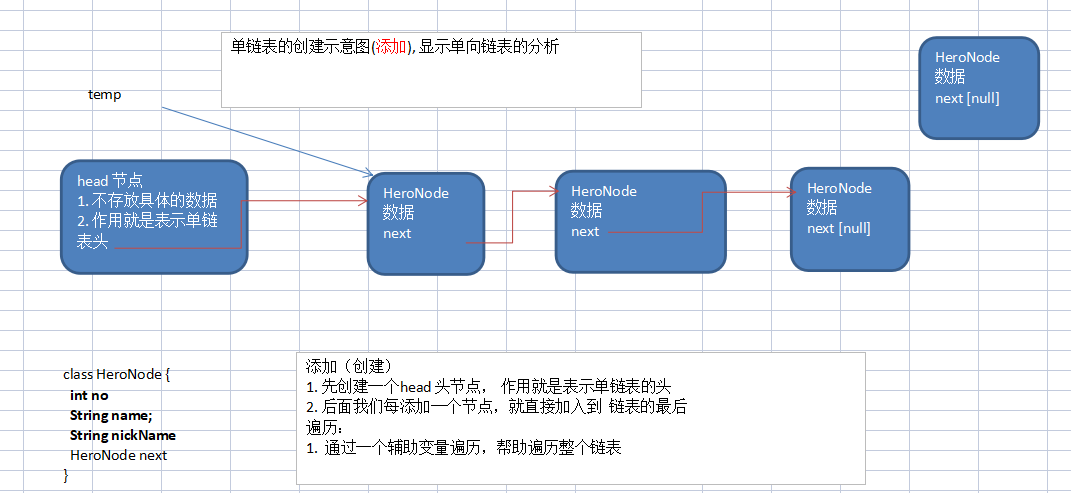 单链表的创建示意图(添加), 显示单向链表的分析
HeroNode
数据
next [null]
temp
head 节点
1. 不存放具体的数据
2. 作用就是表示单链
表头
HeroNode
数据
next
HeroNode
数据
next
HeroNode
数据
next [null]
class HeroNode {
int no
String name;
String nickName
HeroNode next
}
添加（创建）
1. 先创建一个head 头节点， 作用就是表示单链表的头
2. 后面我们每添加一个节点，就直接加入到 链表的最后
遍历：
1. 通过一个辅助变量遍历，帮助遍历整个链表